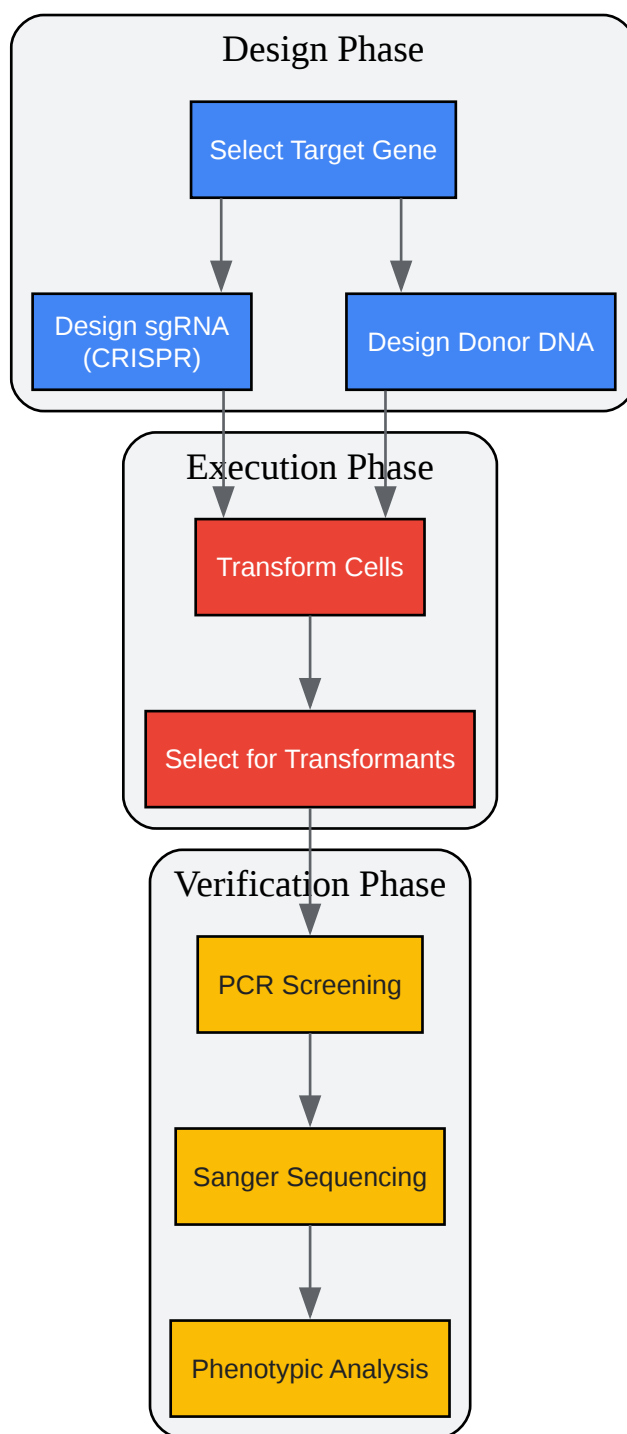 Design Phase
Select Target Gene
Design sgRNA
(CRISPR)
Design Donor DNA
Execution Phase
Transform Cells
Select for Transformants
Verification Phase
PCR Screening
Sanger Sequencing
Phenotypic Analysis